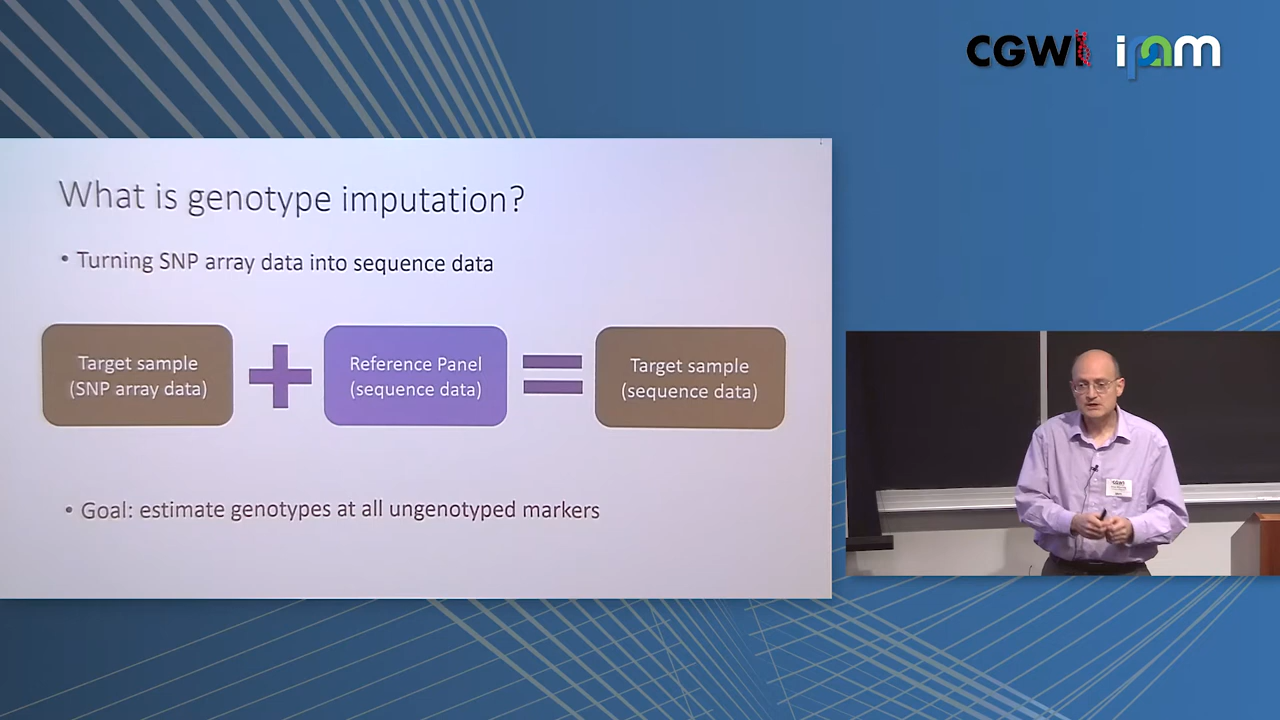 CGWI ipam
What is genotype imputation?
• Turning SNP array data into sequence data
Target sample
(SNP array data)
+
Reference Panel
(sequence data)
=
Target sample
(sequence data)
• Goal: estimate genotypes at all ungenotyped markers
CGWI